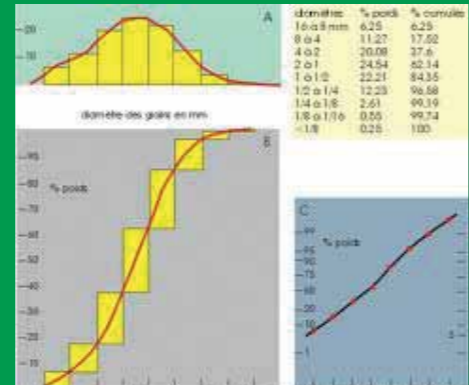 A
20
10
diamètres % poids % cumulés
16 à 8 mm 6,25 6,25
8 à 4 11,27 17,52
4 à 2 20,08 37,6
2 à 1 24,54 62,14
1 à 1/2 22,21 84,35
1/2 à 1/4 12,23 96,58
1/4 à 1/8 2,61 99,19
1/8 à 1/16 0,55 99,74
<1/8 0,25 100
diamètre des grains en mm
B
95
% poids
80
70
60
50
40
30
20
10
C
99
% poids
95
90
75
60
20
10
5
1